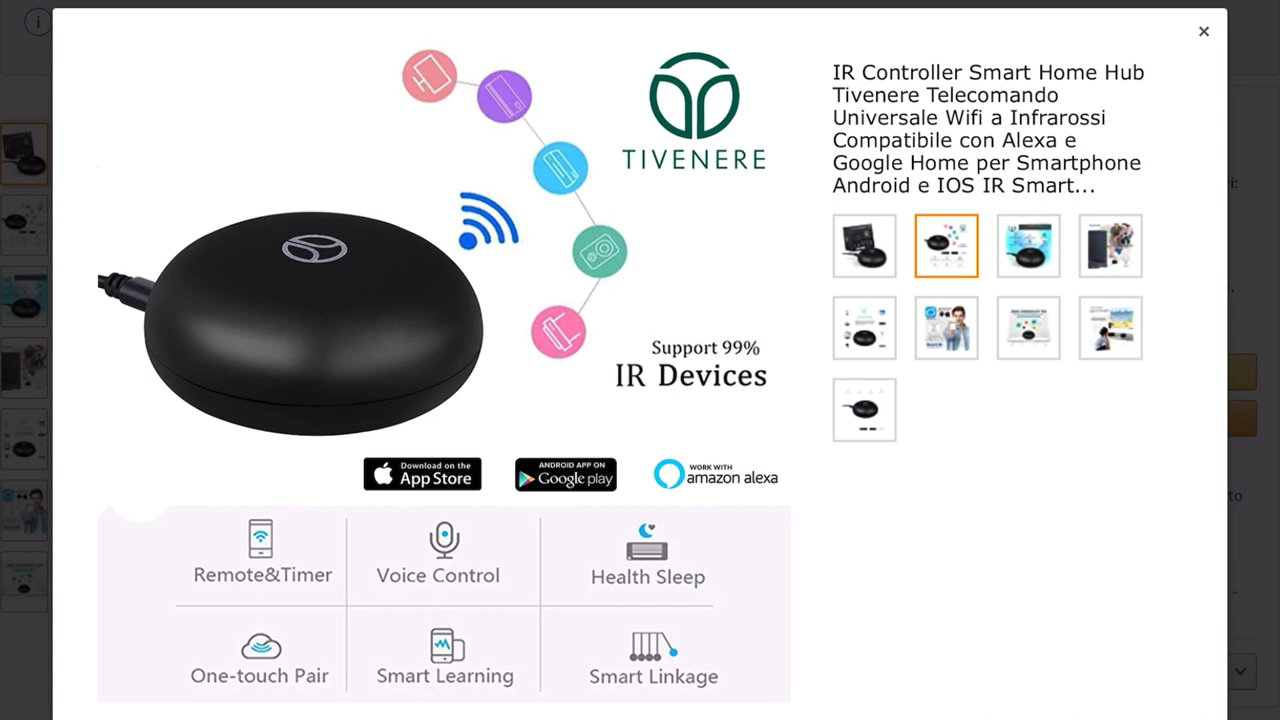 TIVENERE
Support 99%
IR Devices
Download on the
App Store
ANDROID APP ON
Google play
WORK WITH
amazon alexa
Remote&Timer
Voice Control
Health Sleep
One-touch Pair
Smart Learning
Smart Linkage
×
IR Controller Smart Home Hub
Tivenere Telecomando
Universale Wifi a Infrarossi
Compatibile con Alexa e
Google Home per Smartphone
Android e IOS IR Smart...